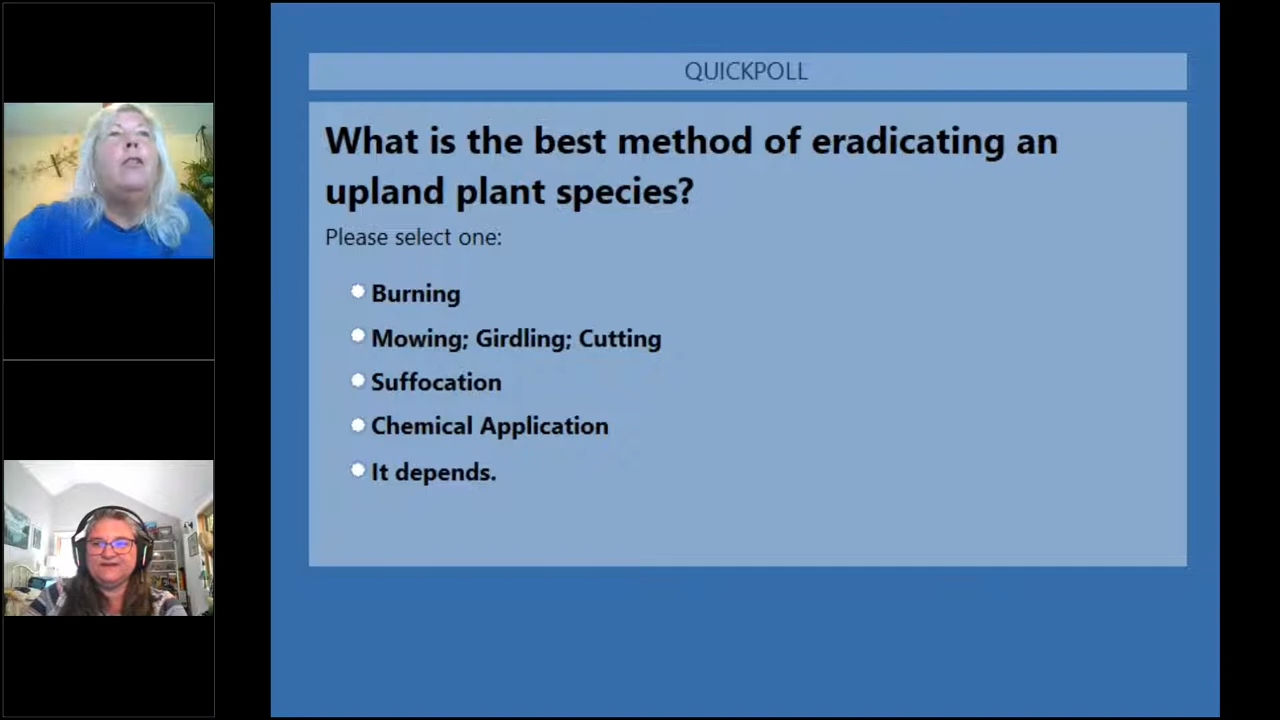 QUICKPOLL
What is the best method of eradicating an
upland plant species?
Please select one:
Burning
Mowing; Girdling; Cutting
Suffocation
Chemical Application
It depends.